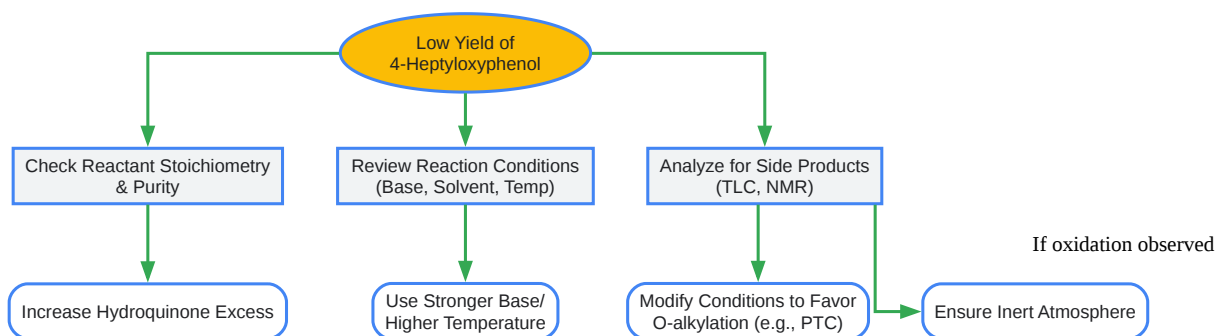 Low Yield of
4-Heptyloxyphenol
Check Reactant Stoichiometry
& Purity
Review Reaction Conditions
(Base, Solvent, Temp)
Analyze for Side Products
(TLC, NMR)
If oxidation observed
Increase Hydroquinone Excess
Use Stronger Base/
Higher Temperature
Modify Conditions to Favor
O-alkylation (e.g., PTC)
Ensure Inert Atmosphere